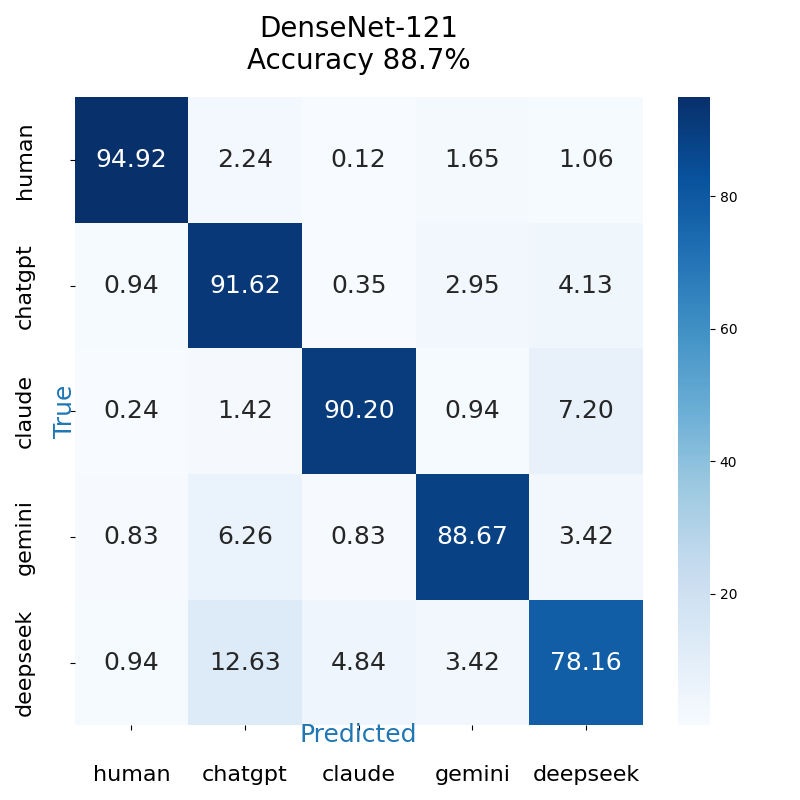 DenseNet-121
Accuracy 88.7%
human 94.92 2.24 0.12 1.65 1.06
80
chatgpt 0.94 91.62 0.35 2.95 4.13
60
True
claude 0.24 1.42 90.20 0.94 7.20
40
gemini 0.83 6.26 0.83 88.67 3.42
20
deepseek 0.94 12.63 4.84 3.42 78.16
Predicted
human chatgpt claude gemini deepseek